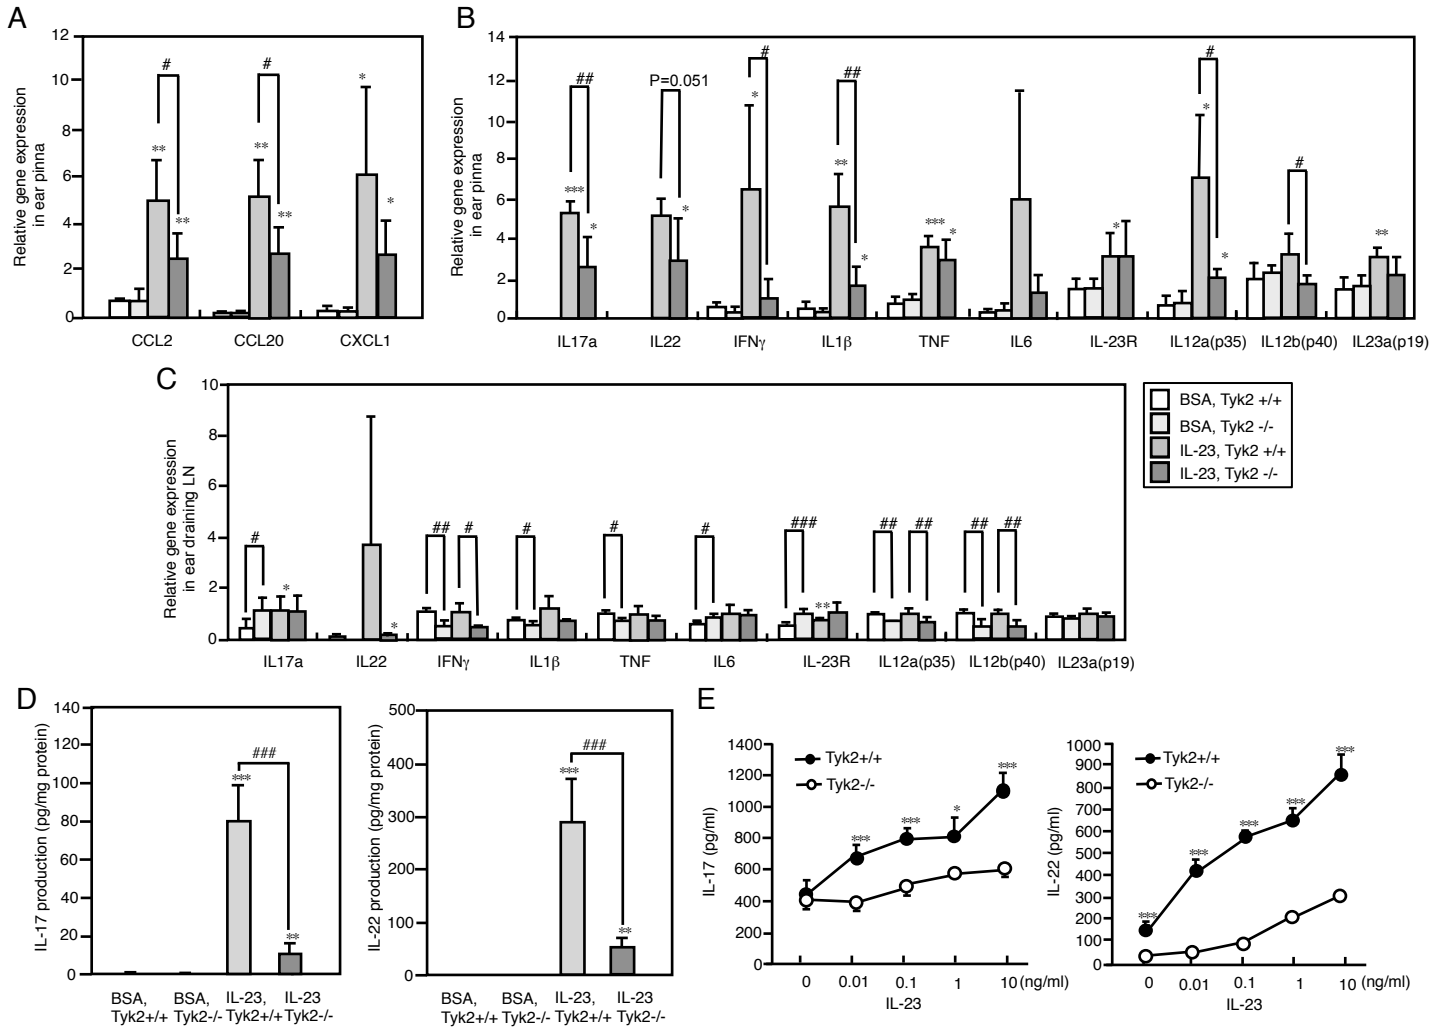 A
Relative gene expression
in ear pinna
12
10
8
6
4
2
0
#
#
*
**
**
**
**
*
CCL2
CCL20
CXCL1
B
Relative gene expression
in ear pinna
14
12
10
8
6
4
2
0
##
P=0.051
#
##
#
***
*
*
*
**
*
***
*
*
*
*
#
**
IL17a
IL22
IFNγ
IL1β
TNF
IL6
IL-23R
IL12a(p35)
IL12b(p40)
IL23a(p19)
C
Relative gene expression
in ear draining LN
10
8
6
4
2
0
#
*
*
##
#
#
#
#
###
**
##
##
##
##
IL17a
IL22
IFNγ
IL1β
TNF
IL6
IL-23R
IL12a(p35)
IL12b(p40)
IL23a(p19)
BSA, Tyk2 +/+
BSA, Tyk2 -/-
IL-23, Tyk2 +/+
IL-23, Tyk2 -/-
D
IL-17 production (pg/mg protein)
140
120
100
80
60
40
20
0
###
***
**
BSA, BSA, IL-23, IL-23
Tyk2+/+ Tyk2-/- Tyk2+/+ Tyk2-/-
IL-22 production (pg/mg protein)
500
400
300
200
100
0
###
***
**
BSA, BSA, IL-23, IL-23
Tyk2+/+ Tyk2-/- Tyk2+/+ Tyk2-/-
E
IL-17 (pg/ml)
1400
1200
1000
800
600
400
200
0
Tyk2+/+
Tyk2-/-
***
***
*
***
0 0.01 0.1 1 10 (ng/ml)
IL-23
IL-22 (pg/ml)
1000
900
800
700
600
500
400
300
200
100
0
Tyk2+/+
Tyk2-/-
***
***
***
***
***
0 0.01 0.1 1 10 (ng/ml)
IL-23